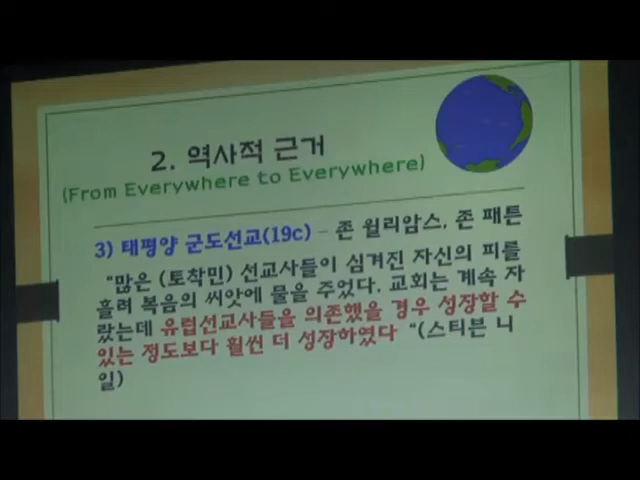 2. 역사적 근거
(From Everywhere to Everywhere)
3) 태평양 군도선교(19c) - 존 윌리암스, 존 패튼
"많은 (토착민) 선교사들이 심겨진 자신의 피를
흘려 복음의 씨앗에 물을 주었다. 교회는 계속 자
랐는데 유럽선교사들을 의존했을 경우 성장할 수
있는 정도보다 훨씬 더 성장하였다 "(스티븐 니
일)